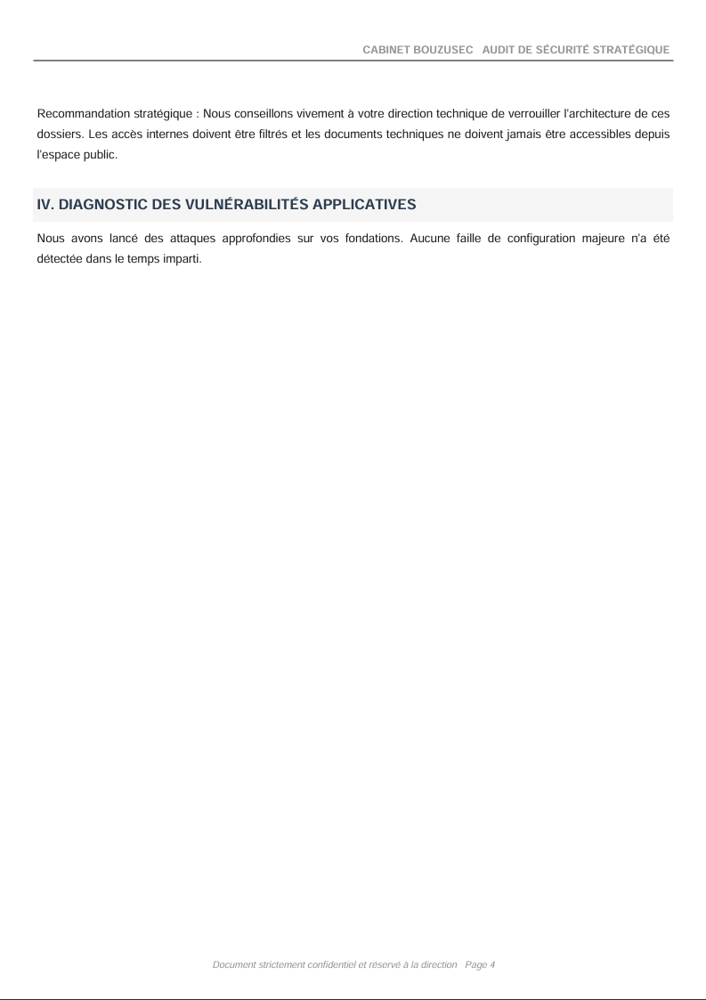 CABINET BOUZUSEC AUDIT DE SÉCURITÉ STRATÉGIQUE
Recommandation stratégique : Nous conseillons vivement à votre direction technique de verrouiller l'architecture de ces
dossiers. Les accès internes doivent être filtrés et les documents techniques ne doivent jamais être accessibles depuis
l'espace public.
IV. DIAGNOSTIC DES VULNÉRABILITÉS APPLICATIVES
Nous avons lancé des attaques approfondies sur vos fondations. Aucune faille de configuration majeure n'a été
détectée dans le temps imparti.
Document strictement confidentiel et réservé à la direction Page 4